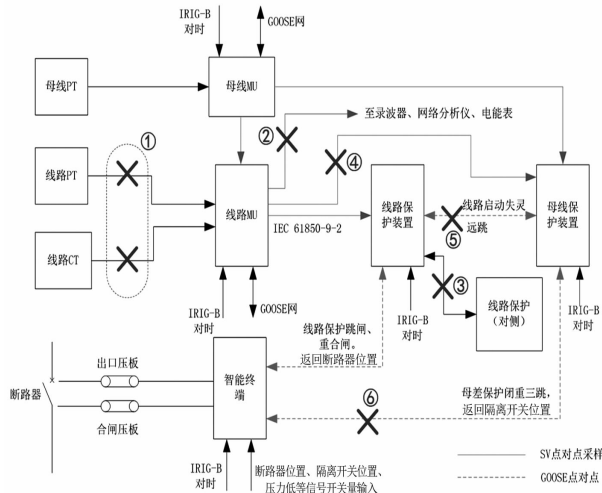 IRIG-B
对时
GOOSE网
母线PT
母线MU
①
②
至录波器、网络分析仪、电能表
④
线路PT
线路MU
线路保
护装置
线路启动失灵
远跳
母线保
护装置
IEC 61850-9-2
⑤
线路CT
③
IRIG-B
对时
GOOSE网
IRIG-B
对时
线路保护
(对侧)
IRIG-B
对时
线路保护跳闸、
重合闸。
返回断路器位置
出口压板
断路器
智能终
端
合闸压板
⑥
母差保护闭重三跳,
返回隔离开关位置
IRIG-B
对时
断路器位置、隔离开关位置、
压力低等信号开关量输入
SV点对点采样
GOOSE点对点